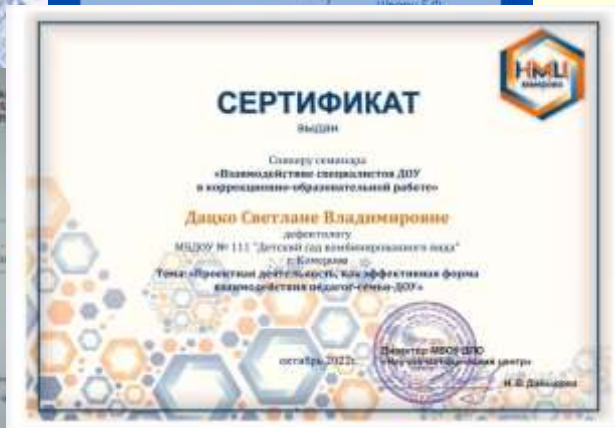 НМЦ
СЕРТИФИКАТ
выдан
Спикеру семинара
«Взаимодействие специалистов ДОУ
в коррекционно-образовательной работе»
Дацко Светлане Владимировне
дефектологу
МБДОУ № 111 "Детский сад комбинированного вида"
г. Кемерово
Тема: «Проектная деятельность, как эффективная форма
взаимодействия педагог-семья-ДОУ»
октябрь 2022г.
Директор МБОУ ДПО
«Научно-методический центр»